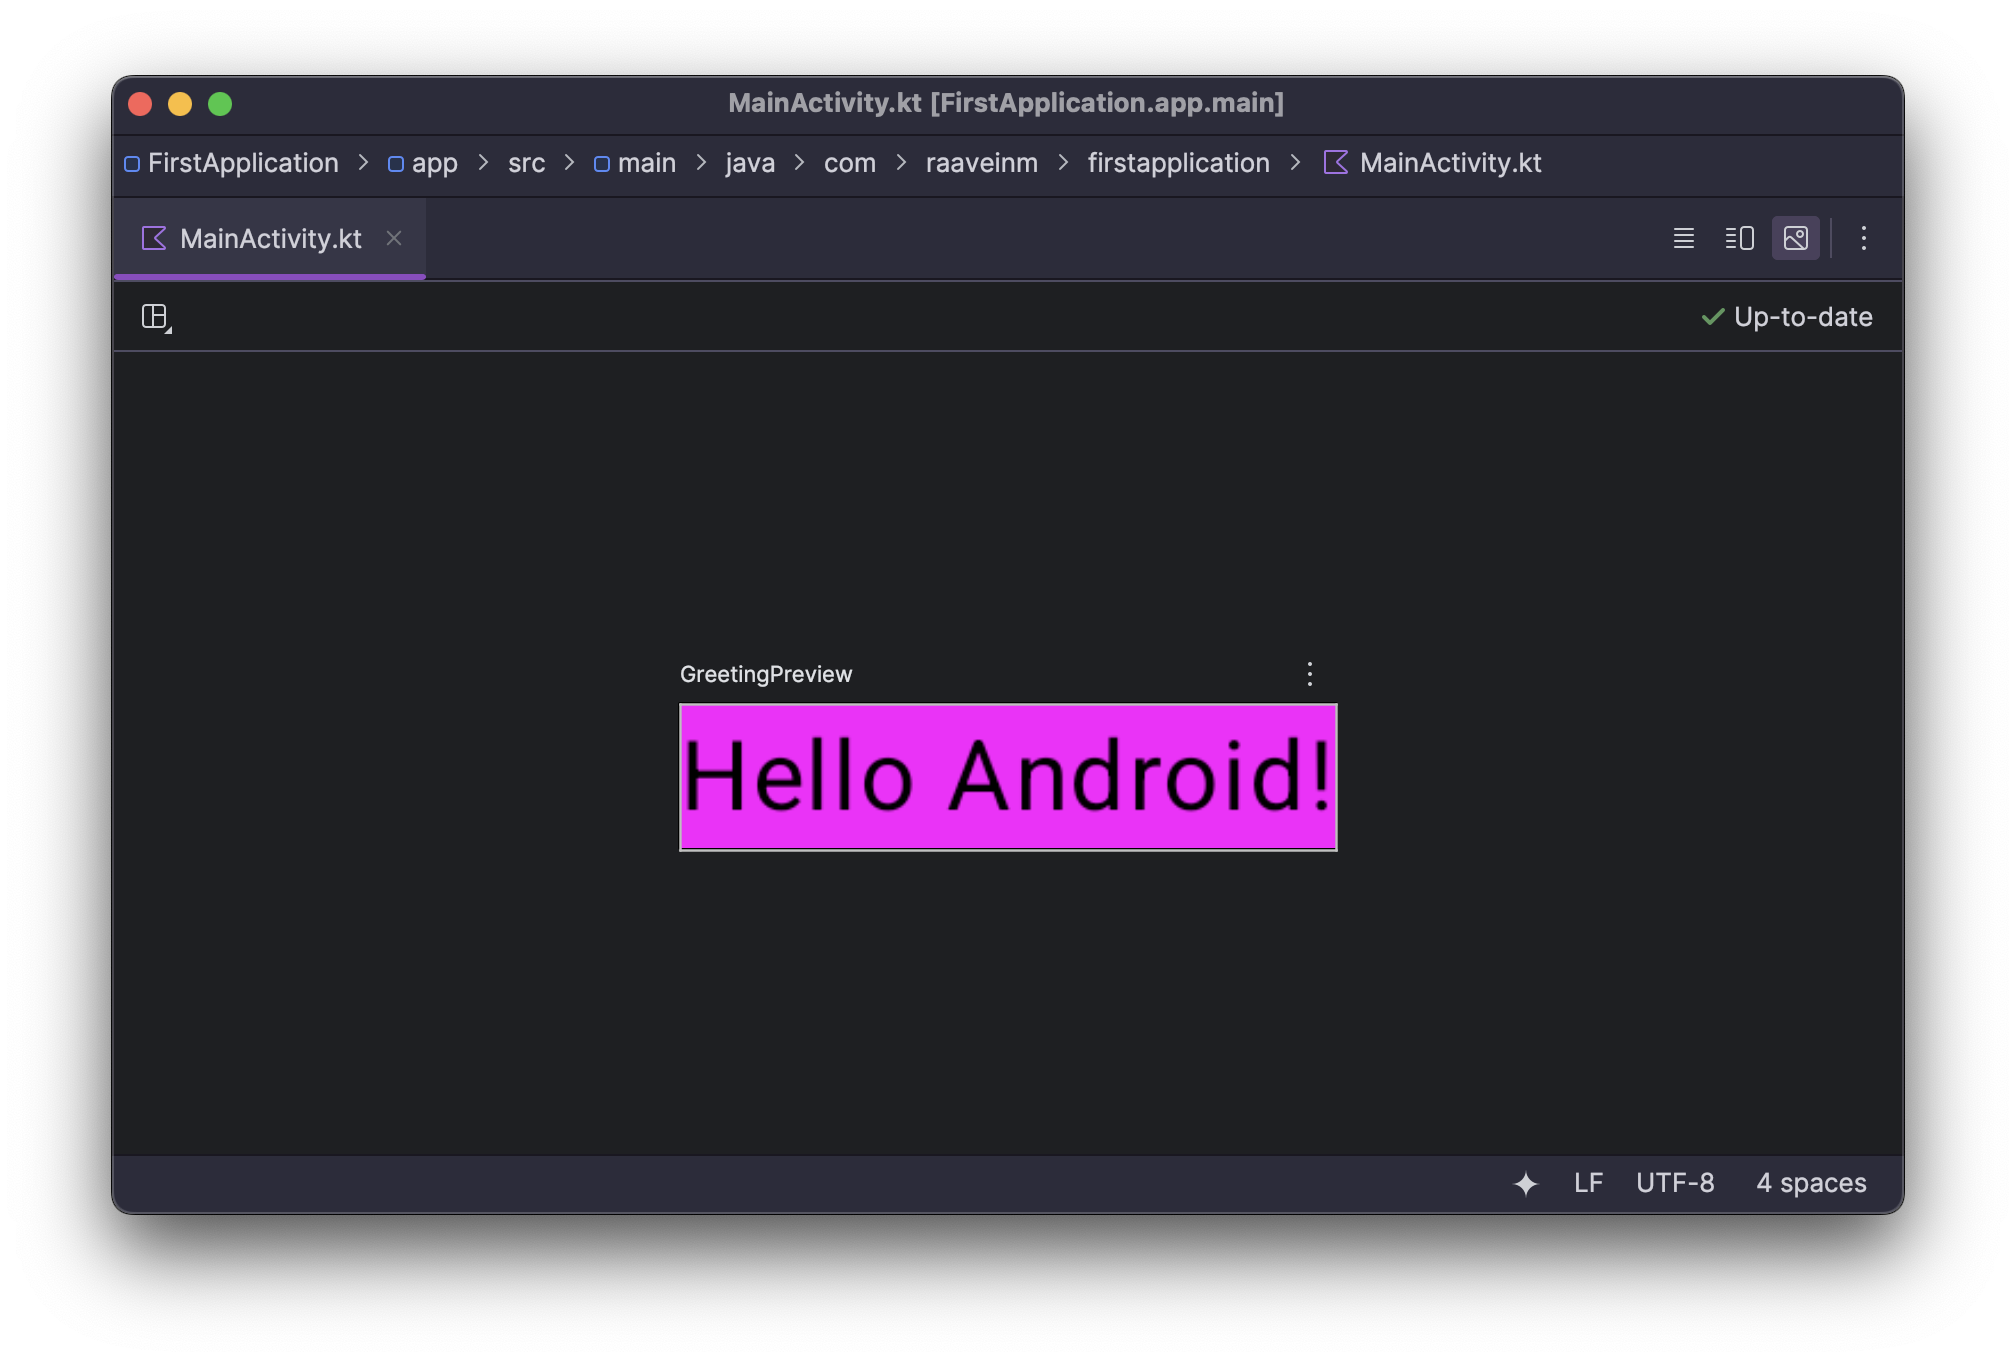 MainActivity.kt [FirstApplication.app.main]
FirstApplication > app > src > main > java > com > raaveinm > firstapplication > MainActivity.kt
MainActivity.kt
Up-to-date
GreetingPreview
Hello Android!
LF UTF-8 4 spaces